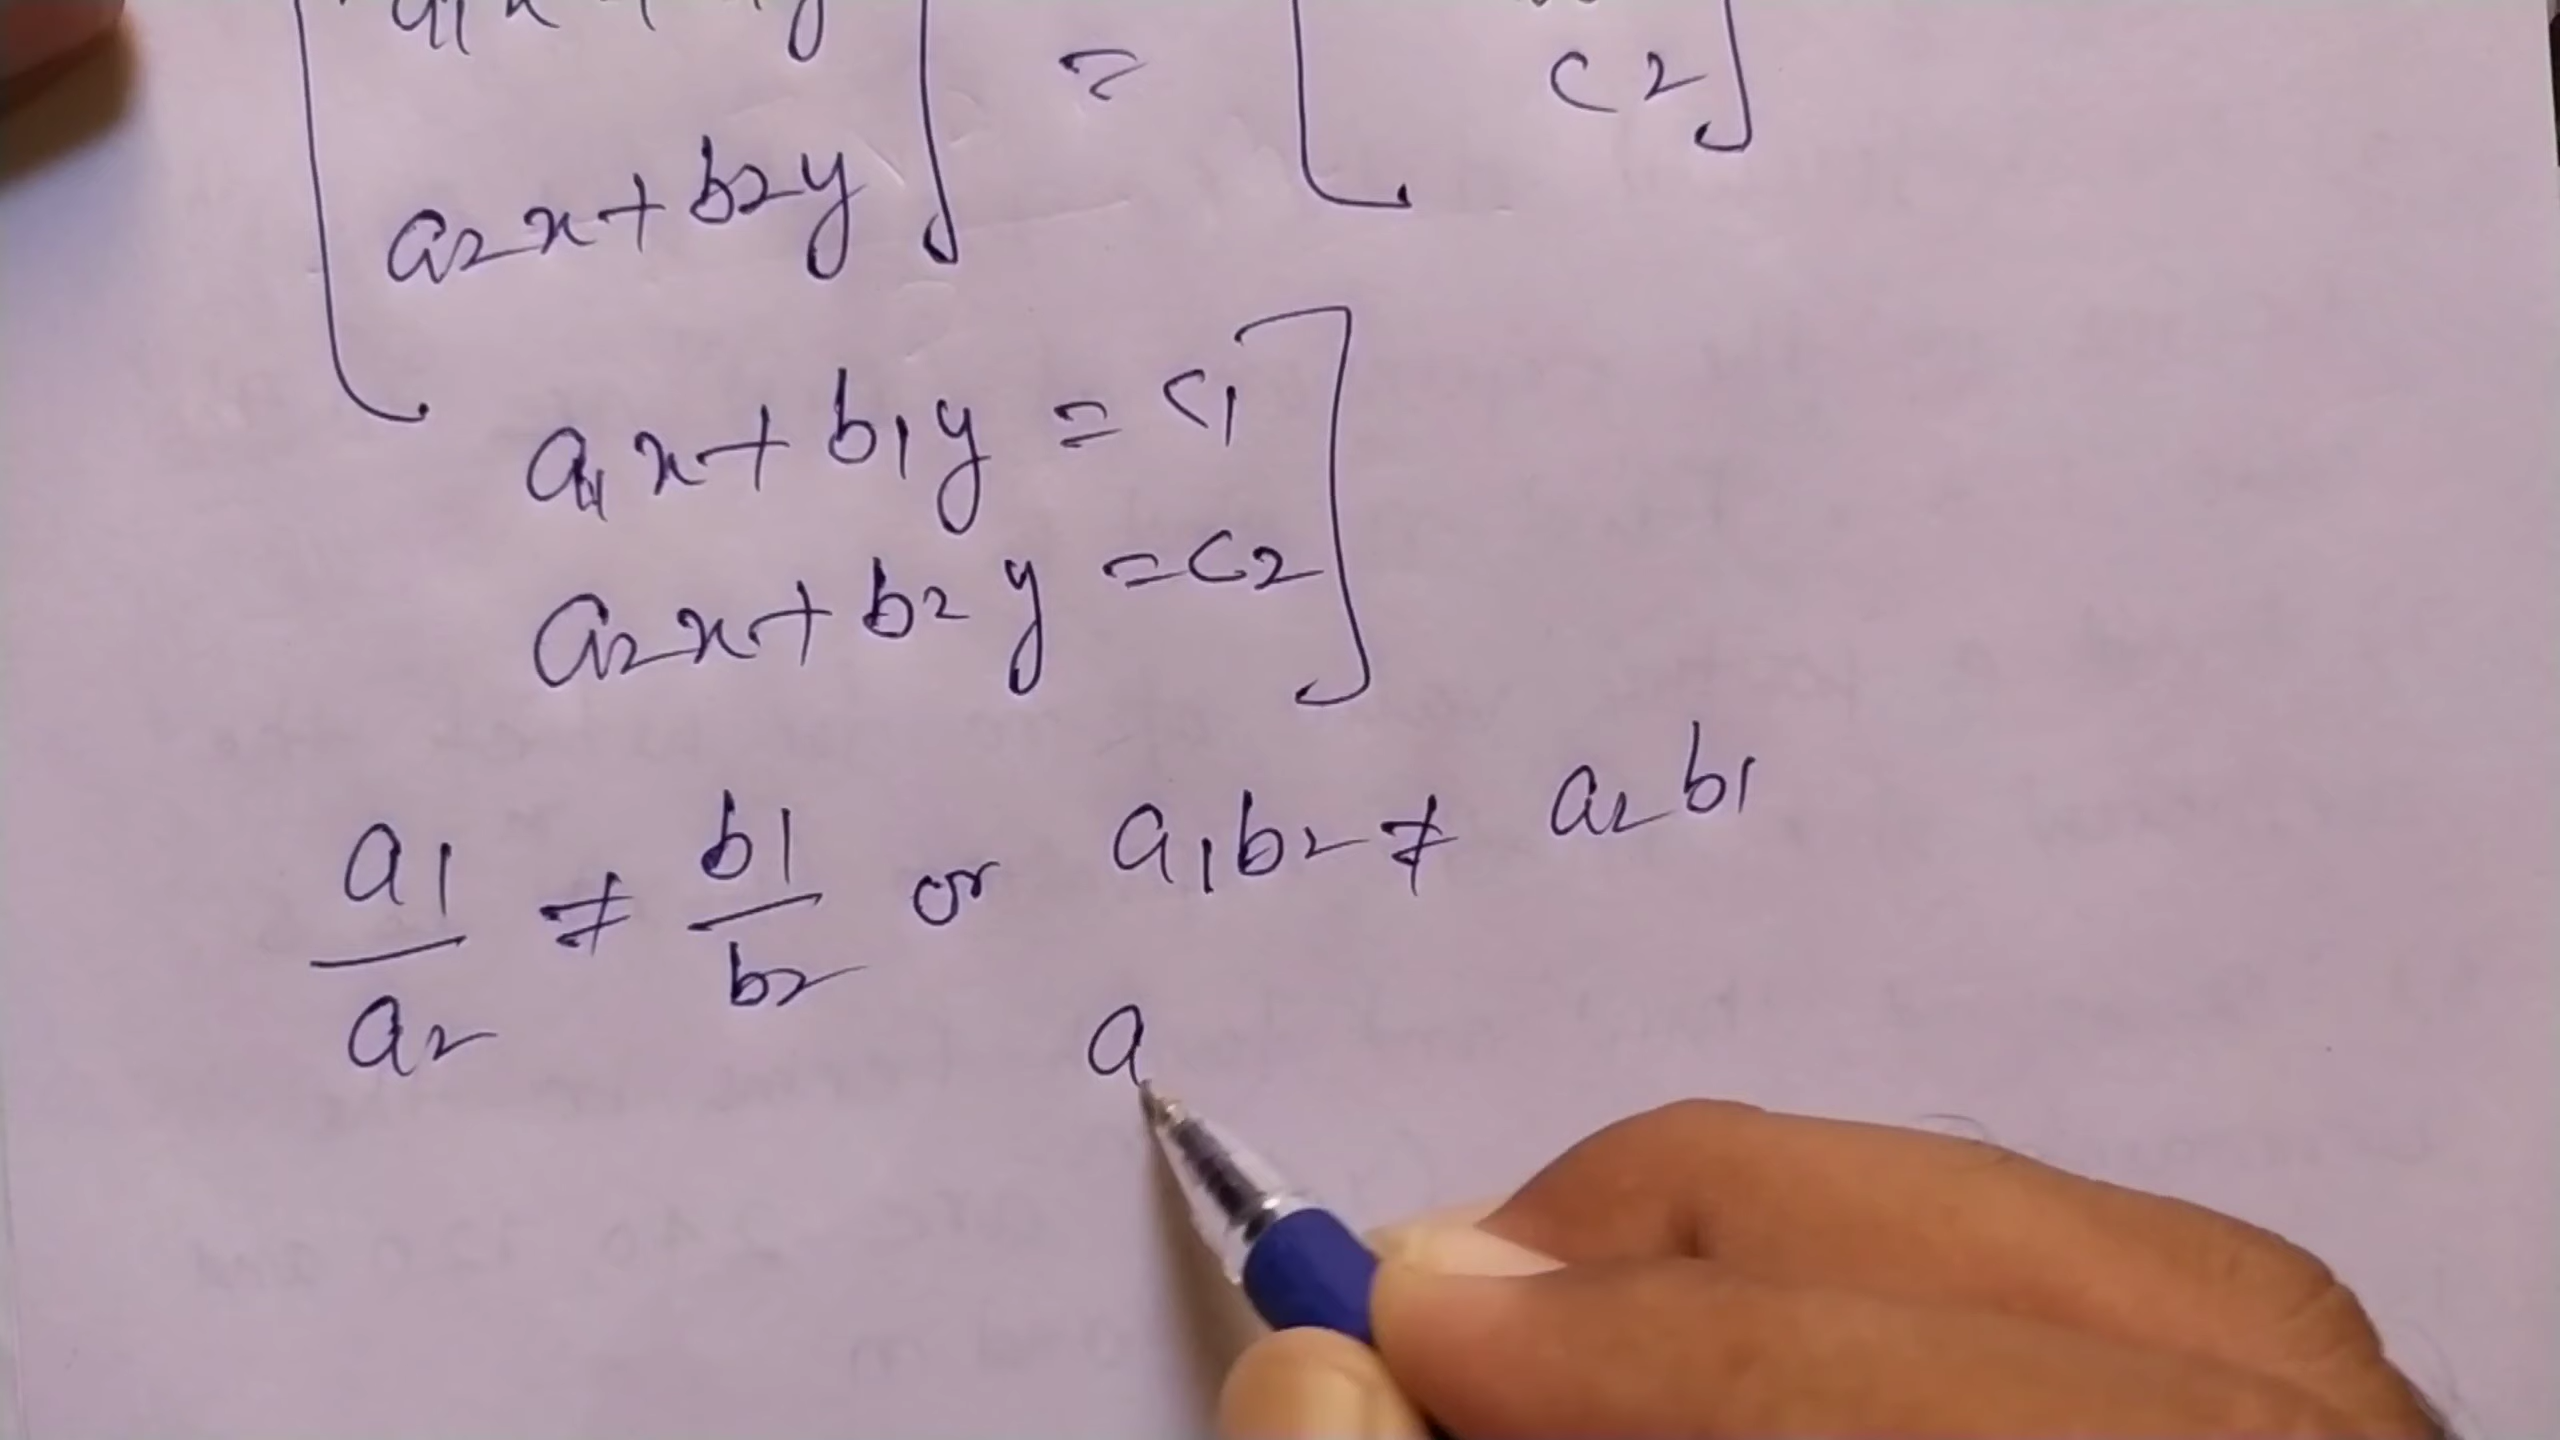 =
c2
a2x+b2y
a1x+b1y = c1
a2x+b2y = c2
a1/a2 ≠ b1/b2 or a1b2 ≠ a2b1
a